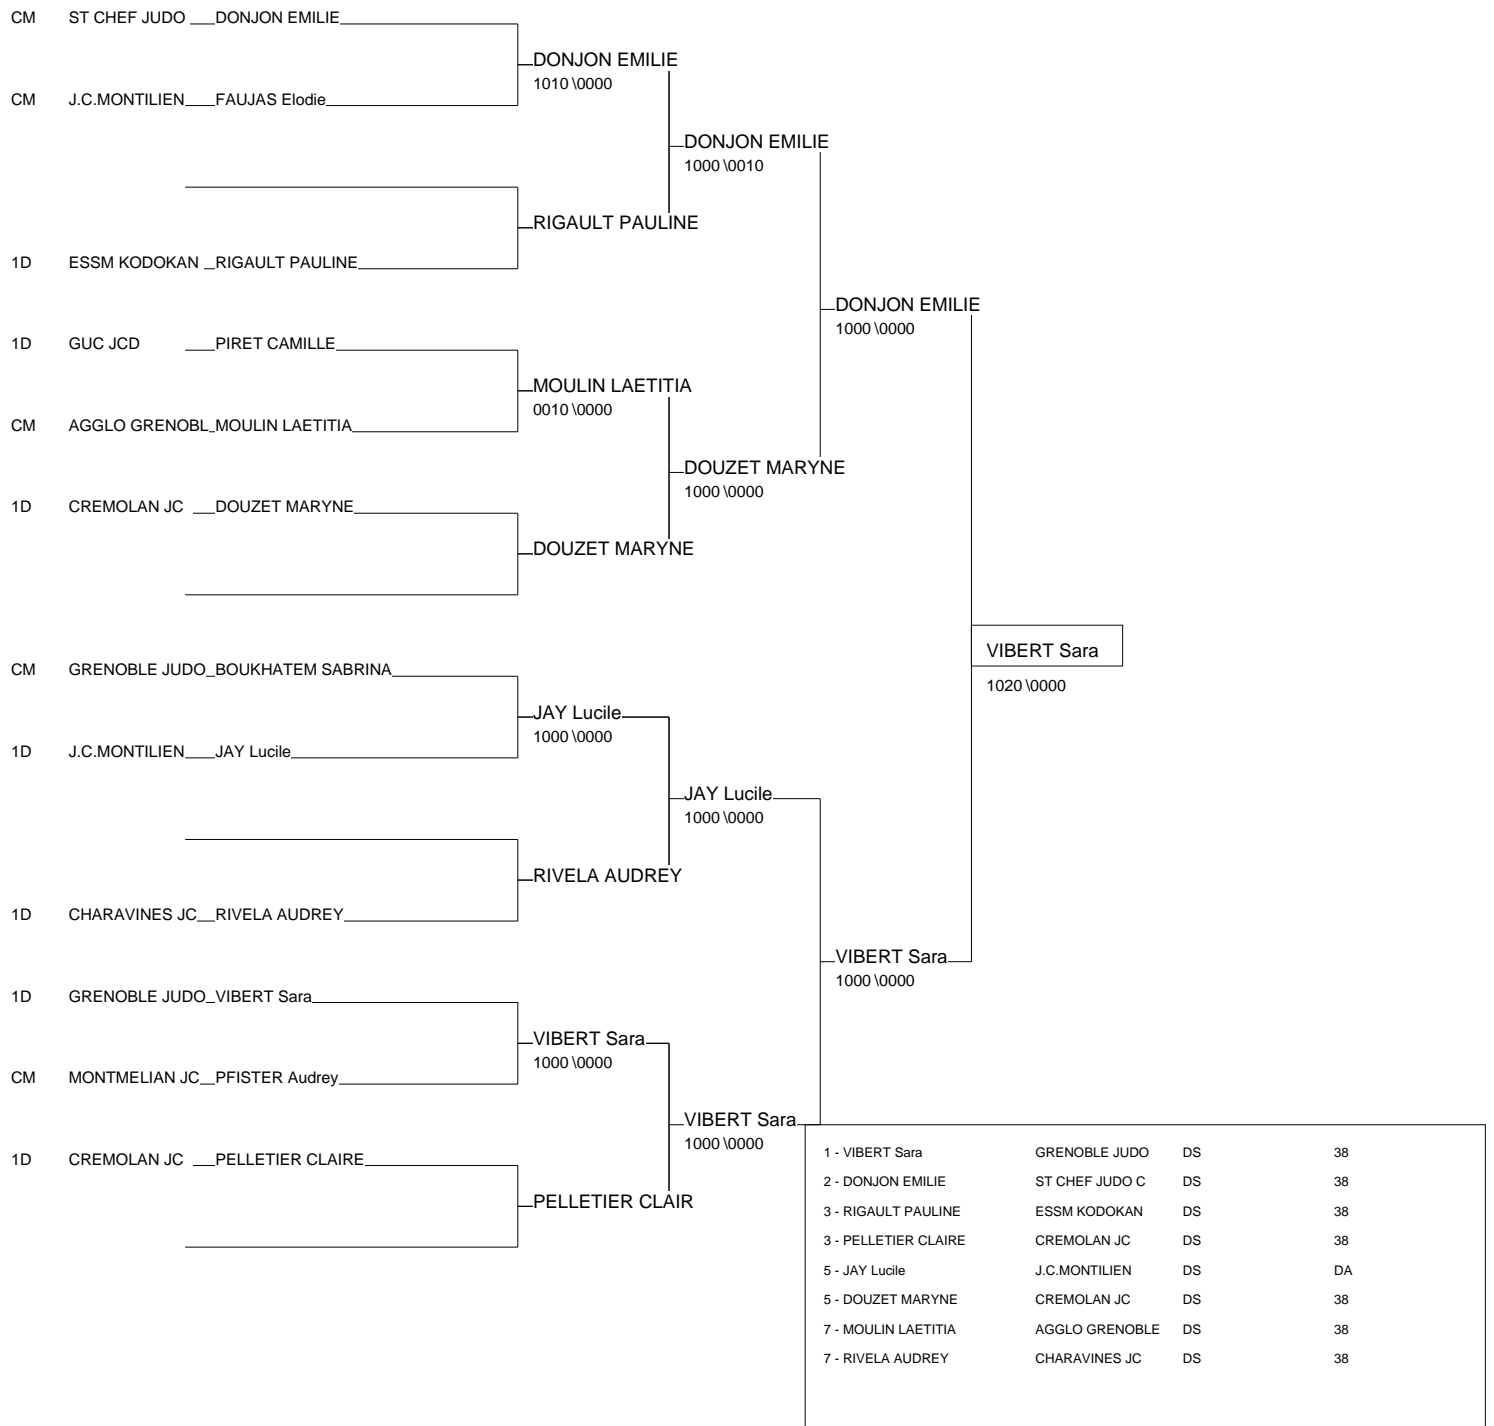 CM ST CHEF JUDO DONJON EMILIE
DONJON EMILIE
1010 \0000
CM J.C.MONTILIEN FAUJAS Elodie
DONJON EMILIE
1000 \0010
RIGAULT PAULINE
1D ESSM KODOKAN RIGAULT PAULINE
DONJON EMILIE
1000 \0000
1D GUC JCD PIRET CAMILLE
MOULIN LAETITIA
0010 \0000
CM AGGLO GRENOBL MOULIN LAETITIA
DOUZET MARYNE
1000 \0000
1D CREMOLAN JC DOUZET MARYNE
DOUZET MARYNE
VIBERT Sara
1020 \0000
CM GRENOBLE JUDO BOUKHATEM SABRINA
JAY Lucile
1000 \0000
1D J.C.MONTILIEN JAY Lucile
JAY Lucile
1000 \0000
RIVELA AUDREY
1D CHARAVINES JC RIVELA AUDREY
VIBERT Sara
1000 \0000
1D GRENOBLE JUDO VIBERT Sara
VIBERT Sara
1000 \0000
CM MONTMELIAN JC PFISTER Audrey
VIBERT Sara
1000 \0000
1D CREMOLAN JC PELLETIER CLAIRE
PELLETIER CLAIR
1 - VIBERT Sara GRENOBLE JUDO DS 38
2 - DONJON EMILIE ST CHEF JUDO C DS 38
3 - RIGAULT PAULINE ESSM KODOKAN DS 38
3 - PELLETIER CLAIRE CREMOLAN JC DS 38
5 - JAY Lucile J.C.MONTILIEN DS DA
5 - DOUZET MARYNE CREMOLAN JC DS 38
7 - MOULIN LAETITIA AGGLO GRENOBLE DS 38
7 - RIVELA AUDREY CHARAVINES JC DS 38